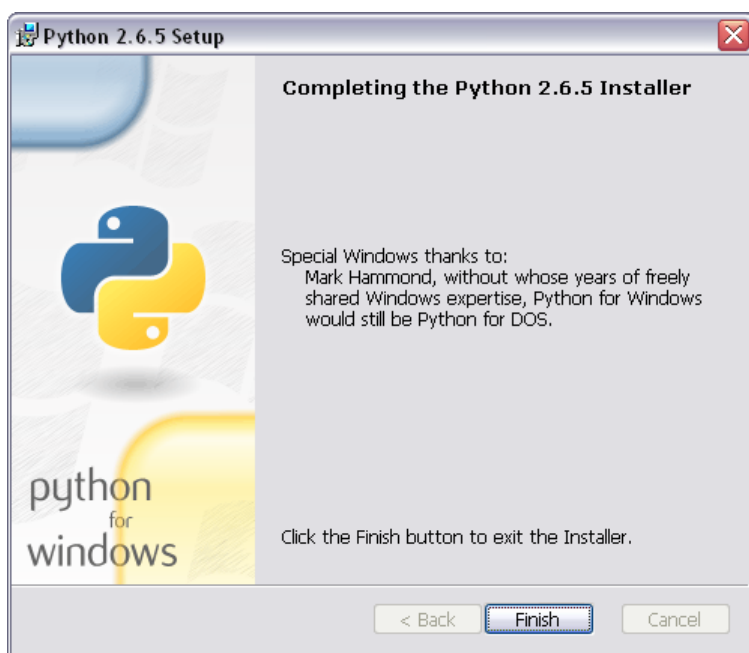 Python 2.6.5 Setup
Completing the Python 2.6.5 Installer
Special Windows thanks to:
Mark Hammond, without whose years of freely
shared Windows expertise, Python for Windows
would still be Python for DOS.
python
for
windows
Click the Finish button to exit the Installer.
< Back
Finish
Cancel